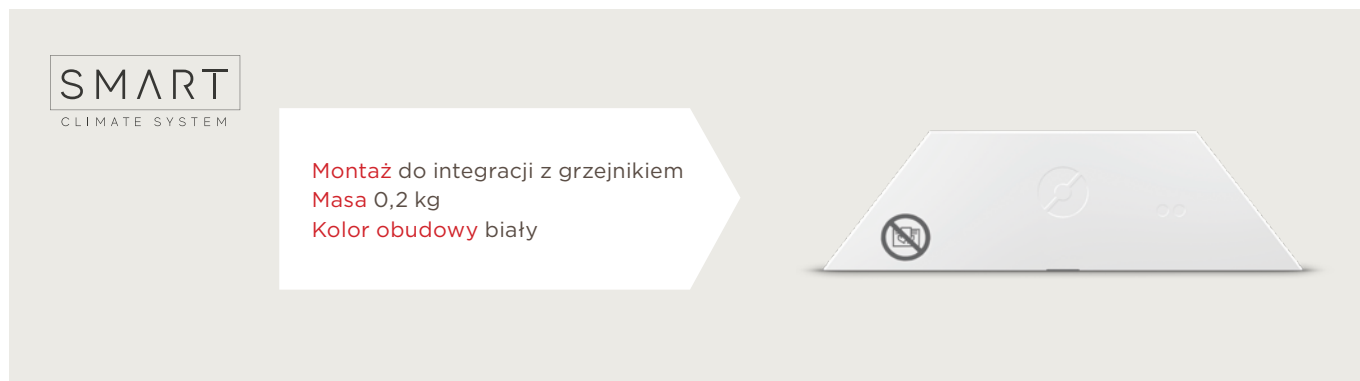 SMART
CLIMATE SYSTEM
Montaż do integracji z grzejnikiem
Masa 0,2 kg
Kolor obudowy biały